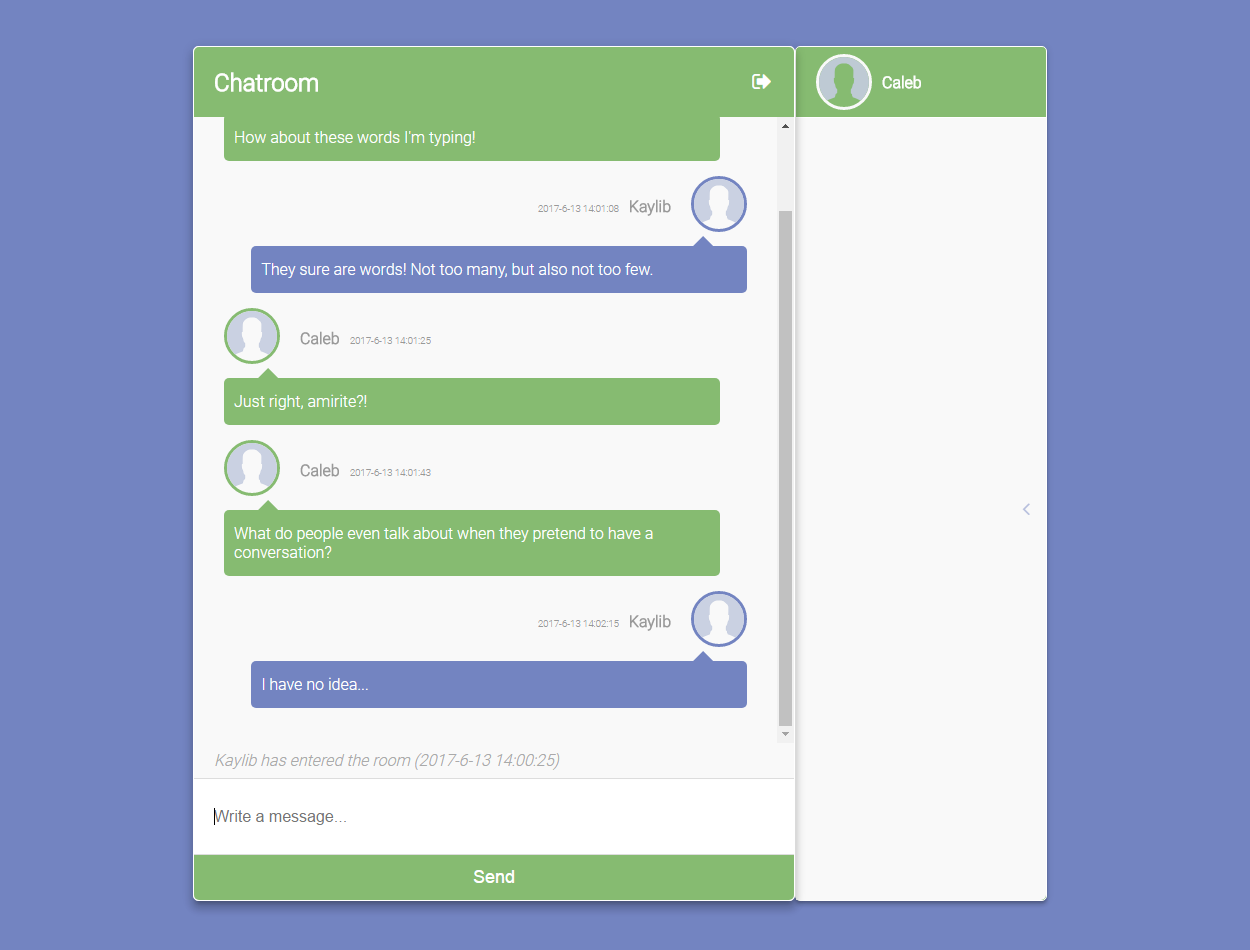 Chatroom
Caleb
How about these words I'm typing!
2017-6-13 14:01:08 Kaylib
They sure are words! Not too many, but also not too few.
Caleb 2017-6-13 14:01:25
Just right, amirite?!
Caleb 2017-6-13 14:01:43
What do people even talk about when they pretend to have a
conversation?
2017-6-13 14:02:15 Kaylib
I have no idea...
Kaylib has entered the room (2017-6-13 14:00:25)
Write a message...
Send